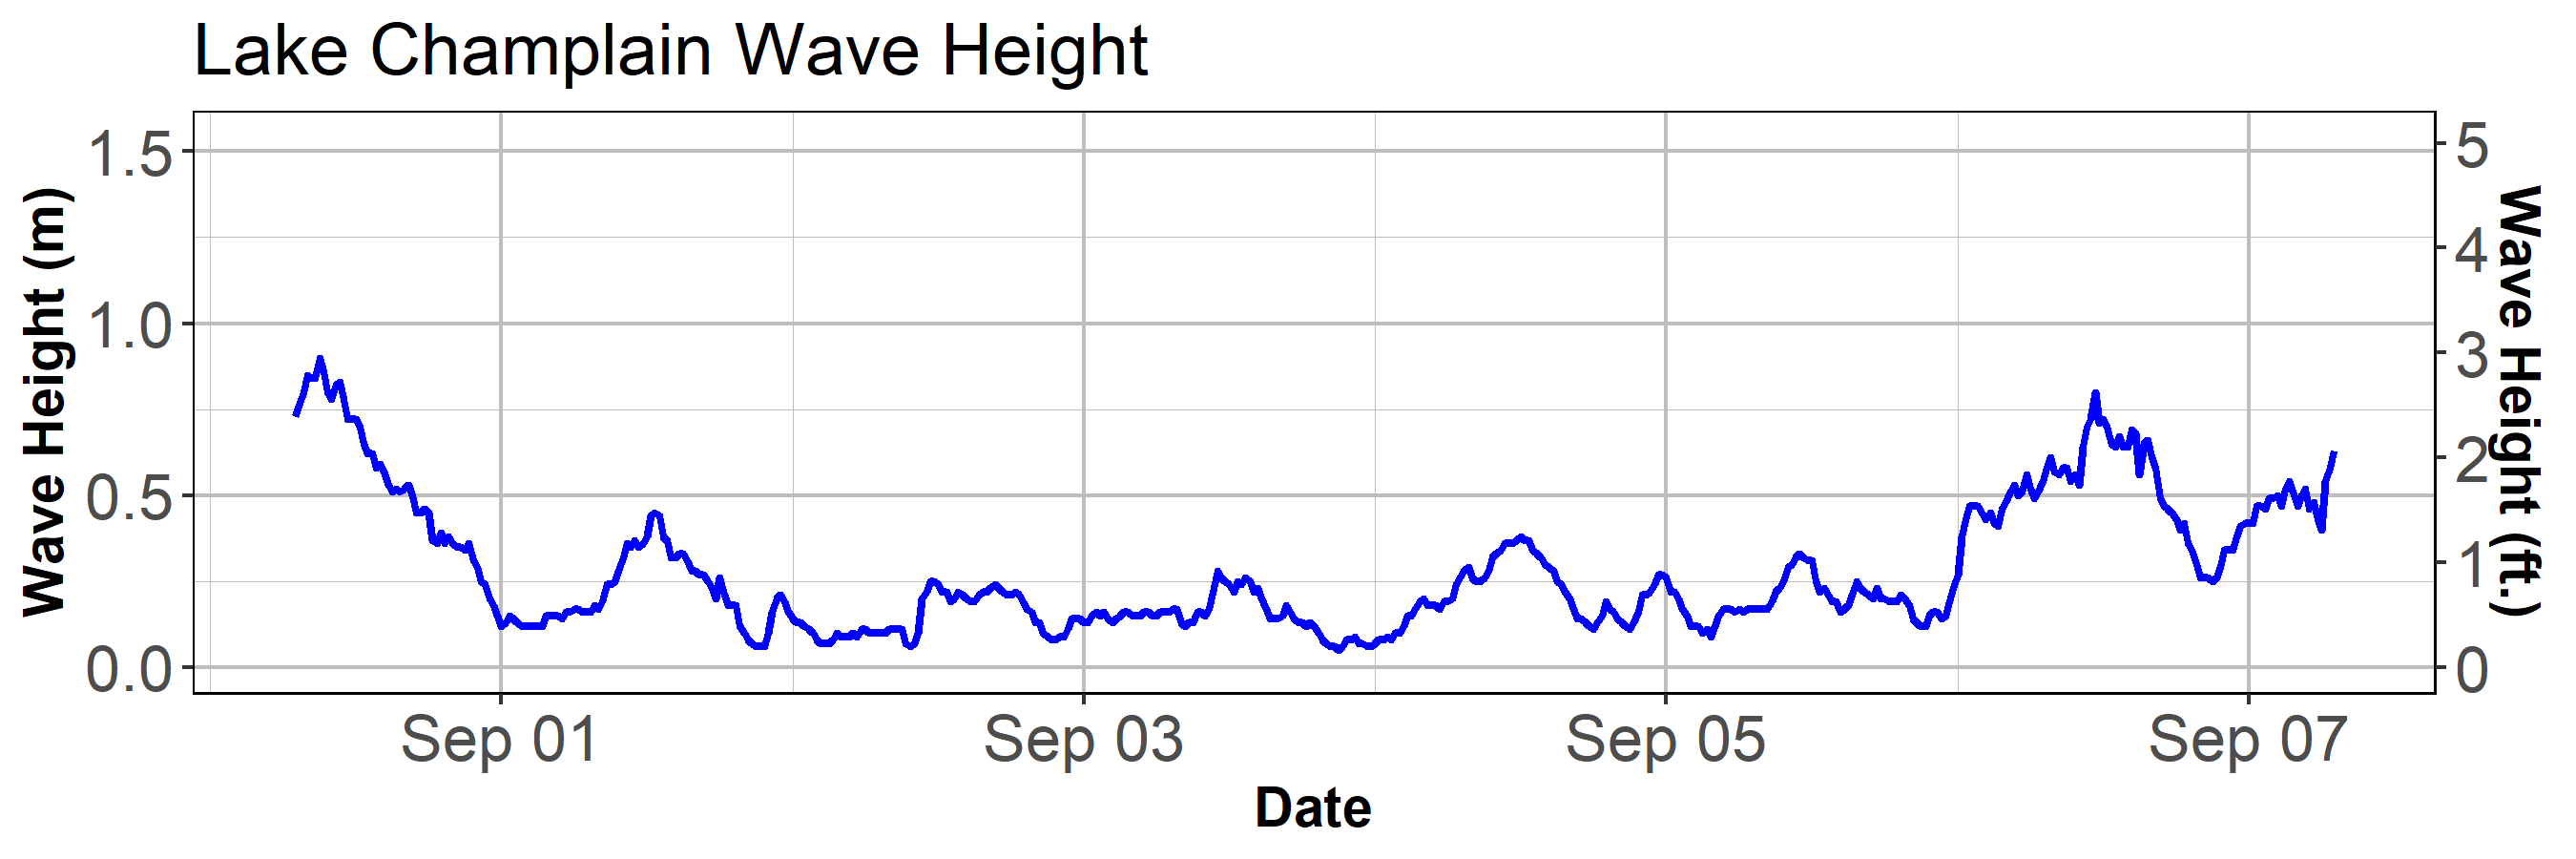 Lake Champlain Wave Height
Wave Height (m)
1.5
1.0
0.5
0.0
5
4
3
2
1
0
Wave Height (ft.)
Sep 01 Sep 03 Sep 05 Sep 07
Date